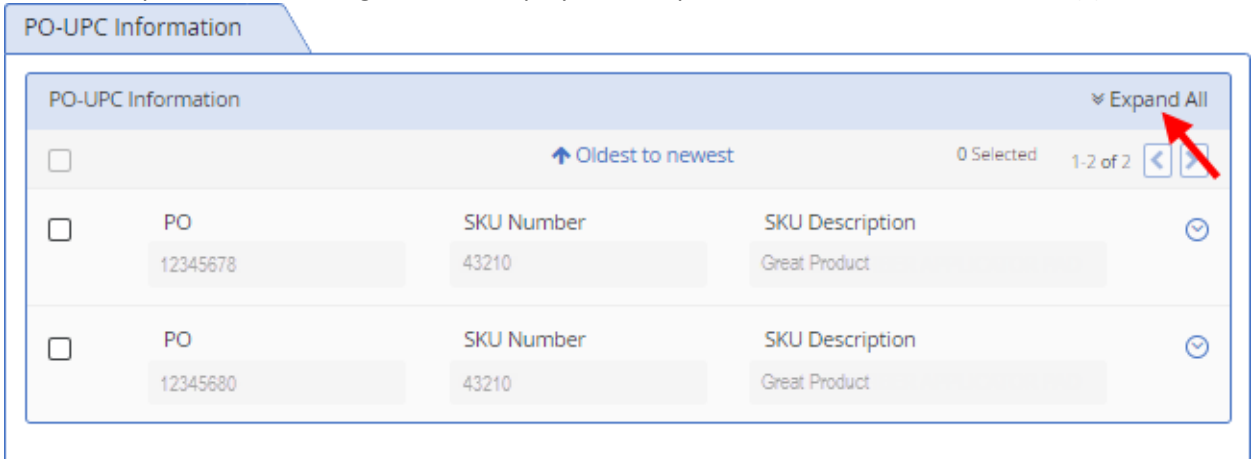 PO-UPC Information
PO-UPC Information Expand All
Oldest to newest 0 Selected 1-2 of 2
PO SKU Number SKU Description
12345678 43210 Great Product
PO SKU Number SKU Description
12345680 43210 Great Product